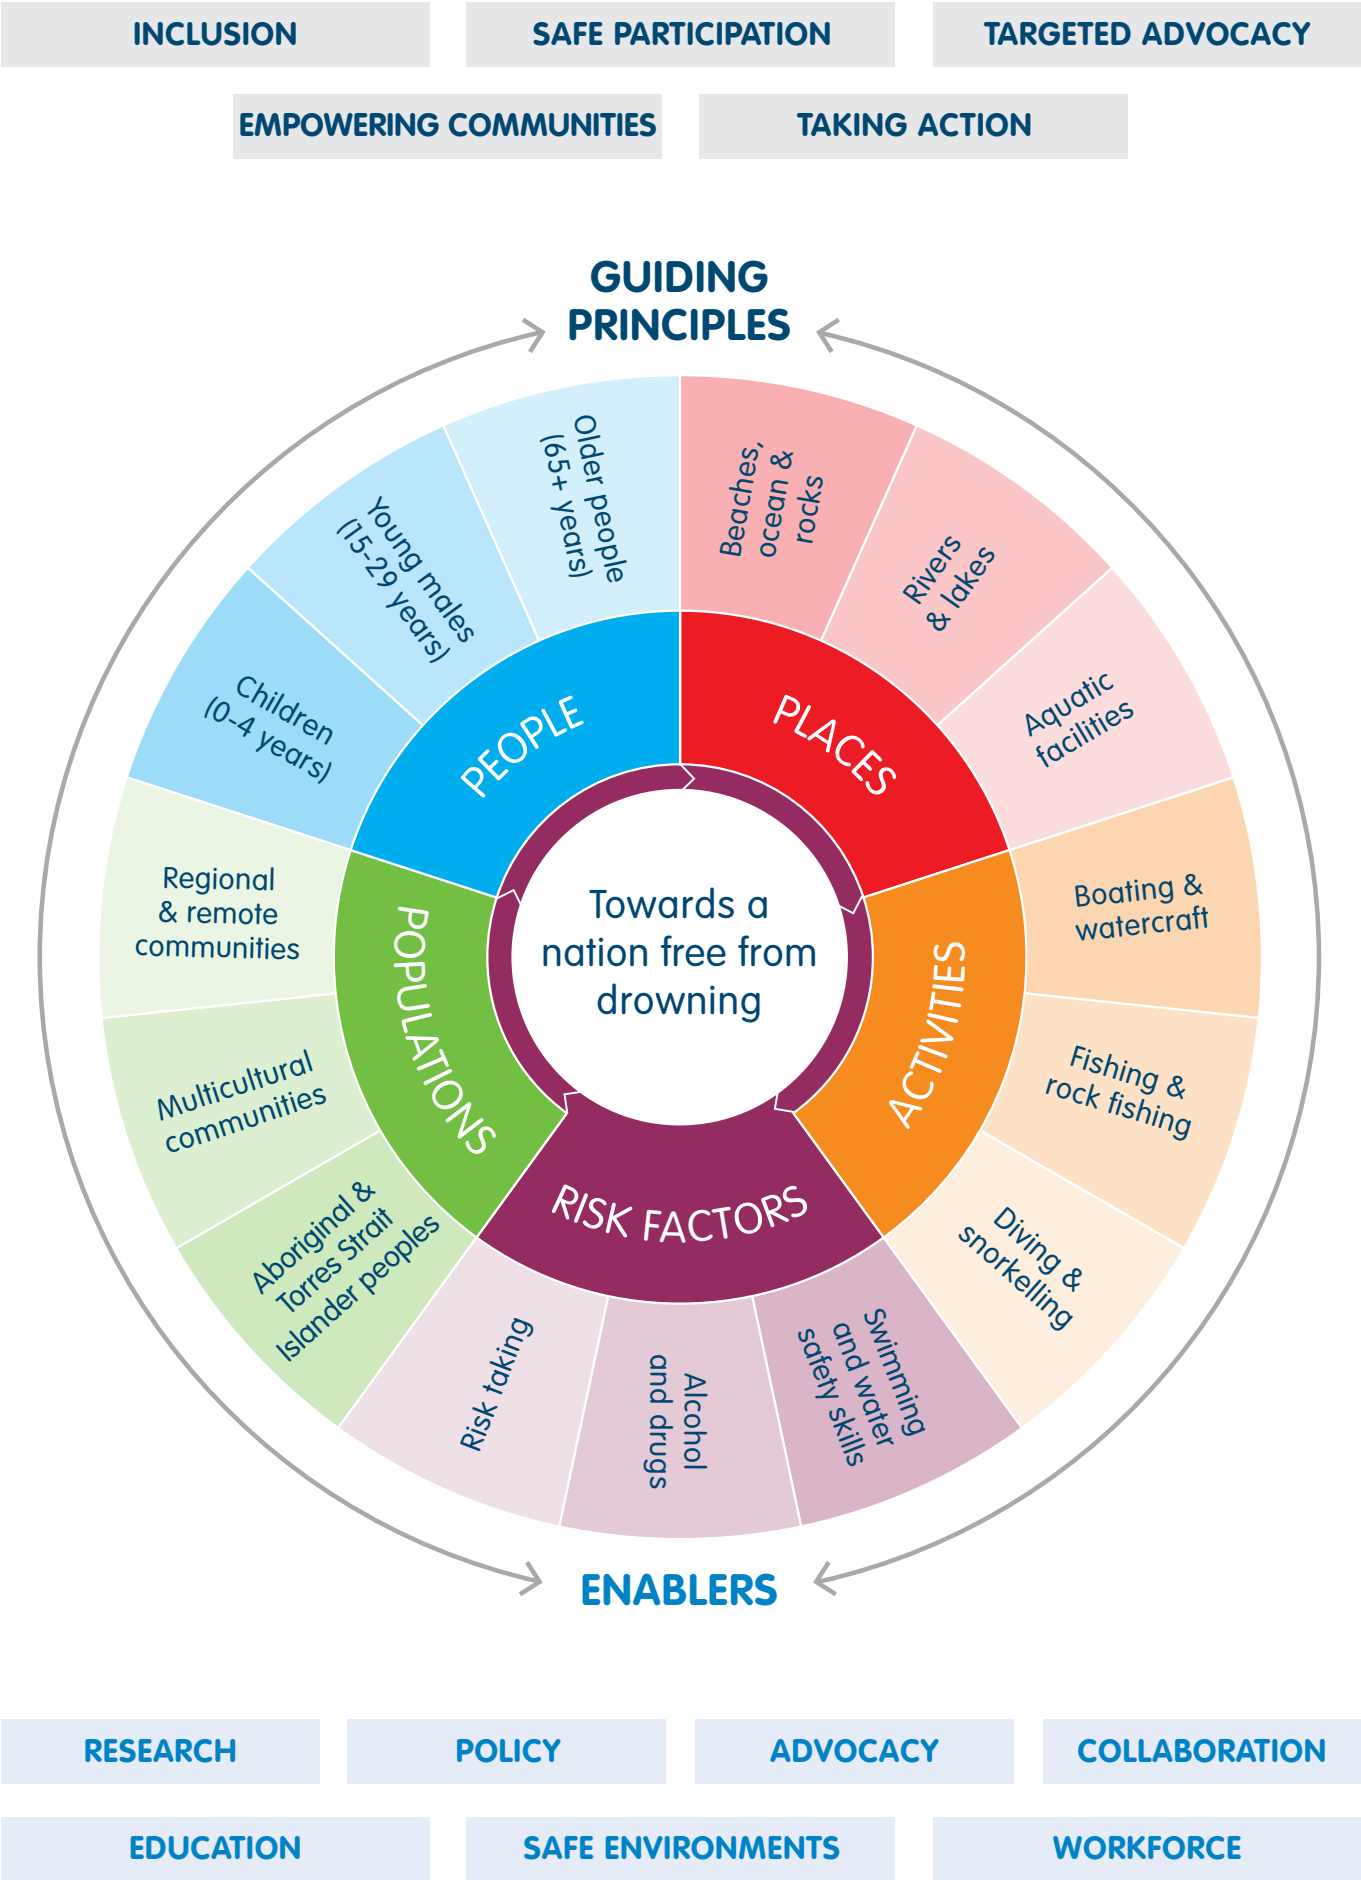 INCLUSION
SAFE PARTICIPATION
TARGETED ADVOCACY
EMPOWERING COMMUNITIES
TAKING ACTION
GUIDING
PRINCIPLES
Older people
(65+ years)
Young males
(15-29 years)
Children
(0-4 years)
PEOPLE
Beaches,
ocean &
rocks
Rivers
& lakes
Aquatic
facilities
PLACES
Boating &
watercraft
Fishing &
rock fishing
Diving &
snorkelling
ACTIVITIES
Swimming
and water
safety skills
Alcohol
and drugs
Risk taking
RISK FACTORS
Aboriginal &
Torres Strait
Islander peoples
Multicultural
communities
Regional
& remote
communities
POPULATIONS
Towards a
nation free from
drowning
ENABLERS
RESEARCH
POLICY
ADVOCACY
COLLABORATION
EDUCATION
SAFE ENVIRONMENTS
WORKFORCE